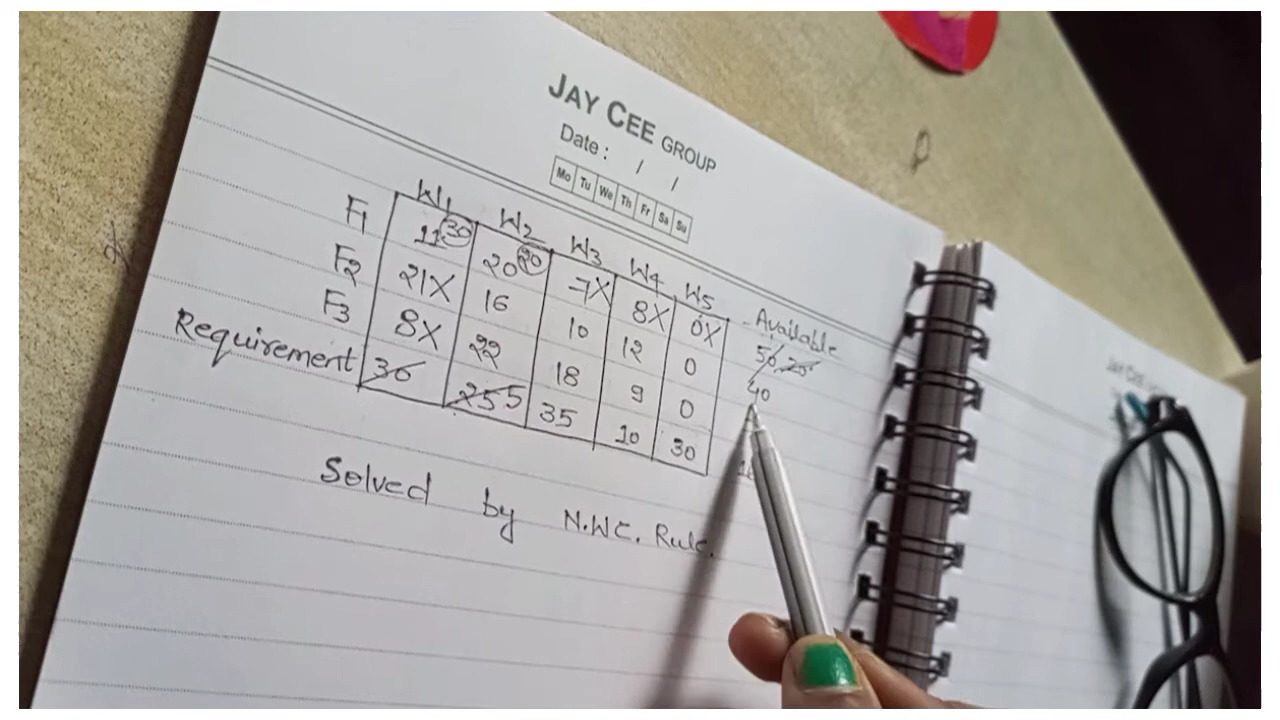 JAY CEE GROUP
Date : / /
Mo Tu We Th Fr Sa Su
W1 W2 W3 W4 W5 Available
F1 11 30 20 20 7X 8X 0X 50 20
F2 21X 16 10 12 0 40
F3 8X 22 18 9 0
Requirement 30 25 5 35 10 30
Solved by N.W.C. Rule.
JAY CEE